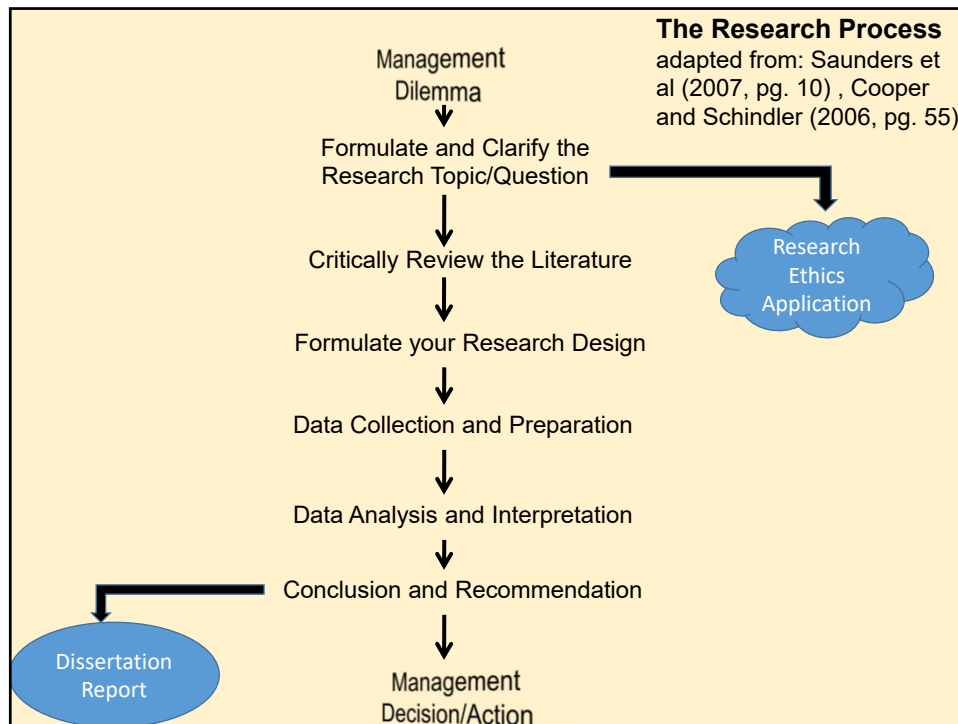 The Research Process
adapted from: Saunders et
al (2007, pg. 10) , Cooper
and Schindler (2006, pg. 55)
Management
Dilemma
Formulate and Clarify the
Research Topic/Question
Research
Ethics
Application
Critically Review the Literature
Formulate your Research Design
Data Collection and Preparation
Data Analysis and Interpretation
Conclusion and Recommendation
Dissertation
Report
Management
Decision/Action